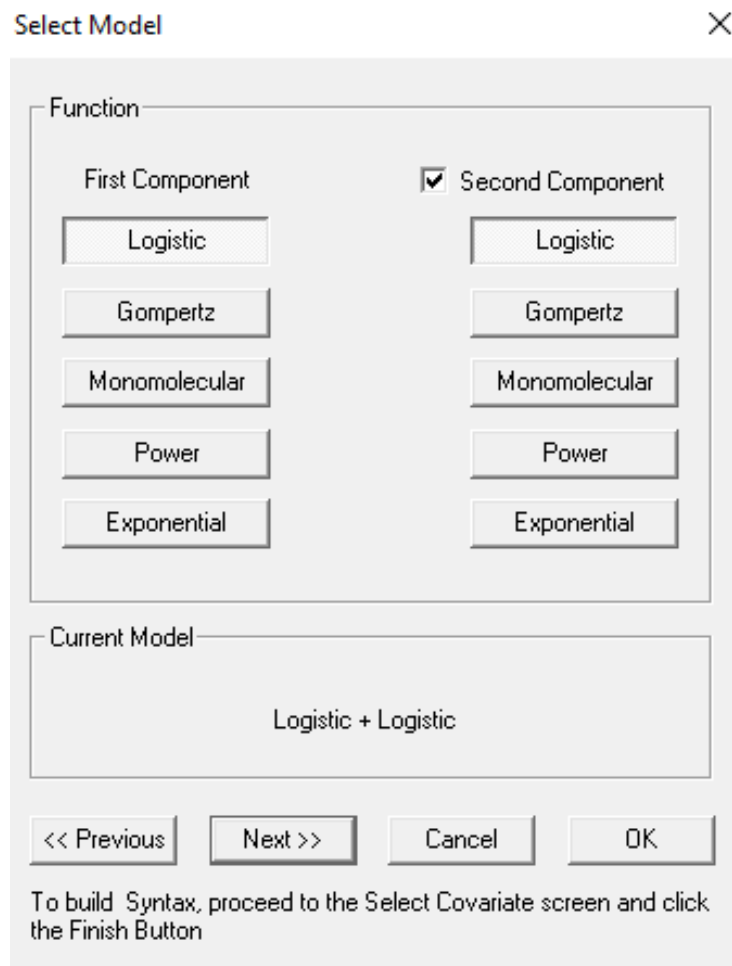 Select Model
Function
First Component
Second Component
Logistic
Logistic
Gompertz
Gompertz
Monomolecular
Monomolecular
Power
Power
Exponential
Exponential
Current Model
Logistic + Logistic
<< Previous
Next >>
Cancel
OK
To build Syntax, proceed to the Select Covariate screen and click
the Finish Button